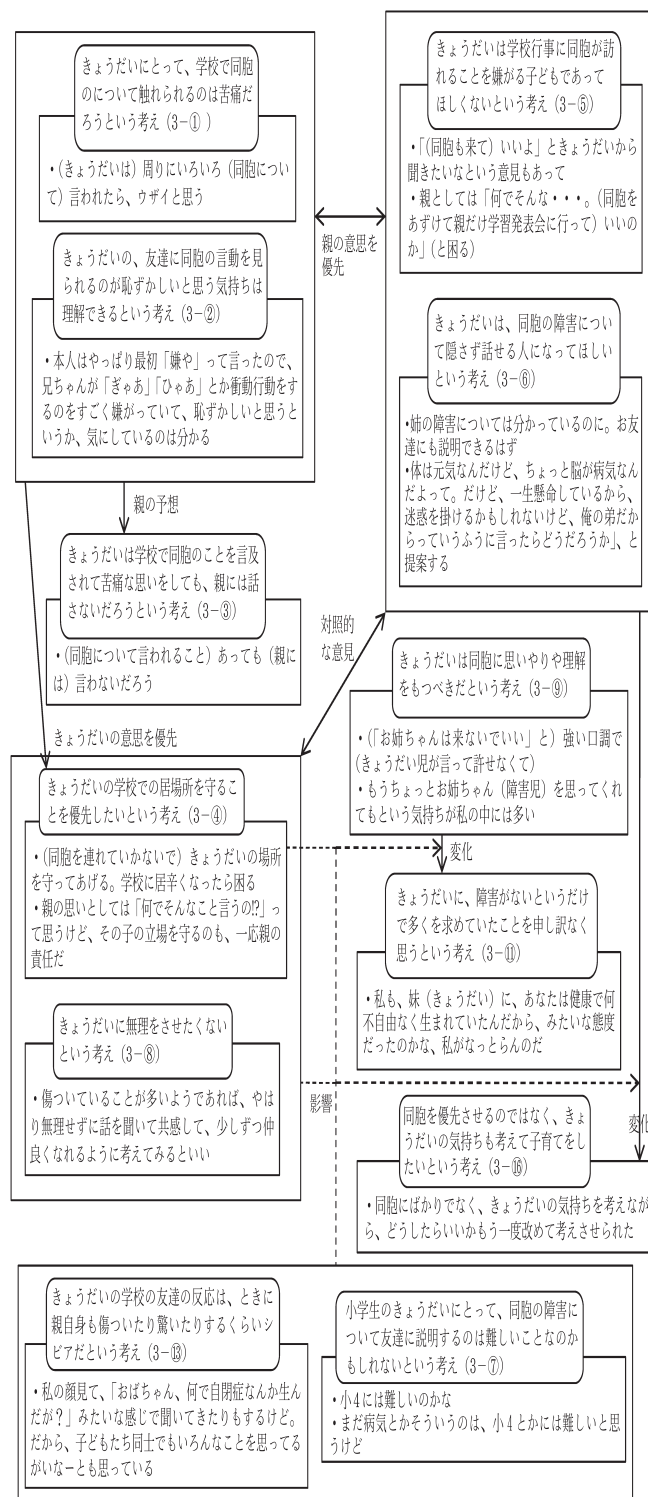 きょうだいにとって、学校で同胞
のについて触れられるのは苦痛だ
ろうという考え（3－①）
・（きょうだいは）周りにいろいろ（同胞につい
て）言われたら、ウザイと思う
きょうだいの、友達に同胞の言動を見
られるのが恥ずかしいと思う気持ちは
理解できるという考え（3－②）
・本人はやっぱり最初「嫌や」って言ったので、
兄ちゃんが「ぎゃあ」「ひゃあ」とか衝動行動をす
るのをすごく嫌がっていて、恥ずかしいと思うと
いうか、気にしているのは分かる
親の意思を
優先
きょうだいは学校行事に同胞が訪
れることを嫌がる子どもであって
ほしくないという考え（3－⑤）
・「（同胞も来て）いいよ」ときょうだいから
聞きたいなという意見もあって
・親としては「何でそんな・・・。（同胞を
あずけて親だけ学習発表会に行って）いいの
か」（と困る）
きょうだいは、同胞の障害につい
て隠さず話せる人になってほしい
という考え（3－⑥）
・姉の障害については分かっているのに。お友
達にも説明できるはず
・体は元気なんだけど、ちょっと脳が病気なん
だよって。だけど、一生懸命しているから、
迷惑を掛けるかもしれないけど、俺の弟だか
らっていうふうに言ったらどうだろうか」、と
提案する
親の予想
きょうだいは学校で同胞のことを言及
されて苦痛な思いをしても、親には話
さないだろうという考え（3－③）
・（同胞について言われること）あっても（親に
は）言わないだろう
対照的
な意見
きょうだいの意思を優先
きょうだいの学校での居場所を守るこ
とを優先したいという考え（3－④）
・（同胞を連れていかないで）きょうだいの場所
を守ってあげる。学校に居辛くなったら困る
・親の思いとしては「何でそんなこと言うの!?」っ
て思うけど、その子の立場を守るのも、一応親の
責任だ
きょうだいに無理をさせたくない
という考え（3－⑧）
・傷ついていることが多いようであれば、やは
り無理せずに話を聞いて共感して、少しずつ仲
良くなれるように考えてみるといい
きょうだいは同胞に思いやりや理解
をもつべきだという考え（3－⑨）
・（「お姉ちゃんは来ないでいい」と）強い口調で
（きょうだい児が言って許せなくて）
・もうちょっとお姉ちゃん（障害児）を思ってくれ
てもという気持ちが私の中には多い
変化
きょうだいに、障害がないというだけ
で多くを求めていたことを申し訳なく
思うという考え（3－⑪）
・私も、妹（きょうだい）に、あなたは健康で何
不自由なく生まれていたんだから、みたいな態度
だったのかな、私がなっとらんのだ
影響
変化
同胞を優先させるのではなく、きょ
うだいの気持ちも考えて子育てをし
たいという考え（3－⑯）
・同胞にばかりでなく、きょうだいの気持ちを考えなが
ら、どうしたらいいかもう一度改めて考えさせられた
きょうだいの学校の友達の反応は、ときに
親自身も傷ついたり驚いたりするくらいシ
ビアだという考え（3－⑬）
・私の顔見て、「おばちゃん、何で自閉症なんか生ん
だが？」みたいな感じで聞いてきたりもするけど。
だから、子どもたち同士でもいろんなことを思ってる
がいなーとも思っている
小学生のきょうだいにとって、同胞の障害に
ついて友達に説明するのは難しいことなのか
もしれないという考え（3－⑦）
・小4には難しいのかな
・まだ病気とかそういうのは、小4とかには難しいと思
うけど